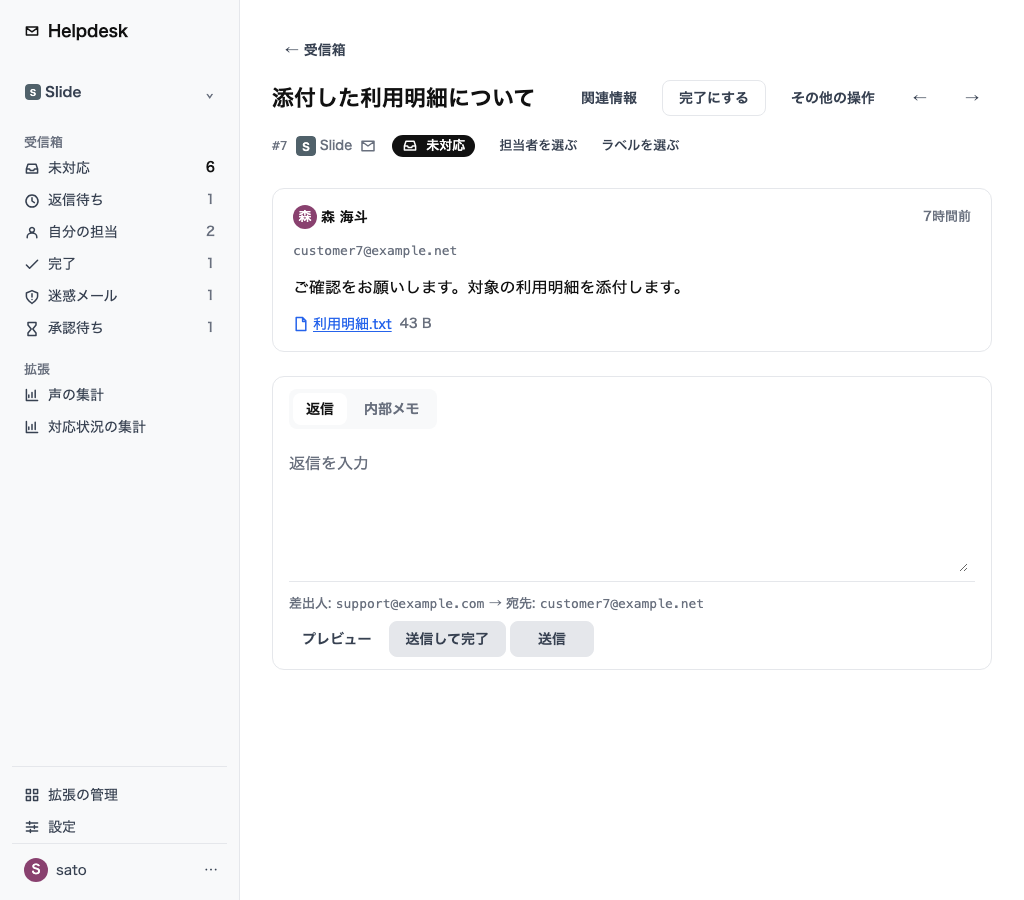 Helpdesk
S Slide
受信箱
未対応 6
返信待ち 1
自分の担当 2
完了 1
迷惑メール 1
承認待ち 1
拡張
声の集計
対応状況の集計
拡張の管理
設定
S sato ...
← 受信箱
添付した利用明細について 関連情報 完了にする その他の操作 ← →
#7 S Slide 未対応 担当者を選ぶ ラベルを選ぶ
森 森 海斗 7時間前
customer7@example.net
ご確認をお願いします。対象の利用明細を添付します。
利用明細.txt 43 B
返信 内部メモ
返信を入力
差出人: support@example.com → 宛先: customer7@example.net
プレビュー 送信して完了 送信